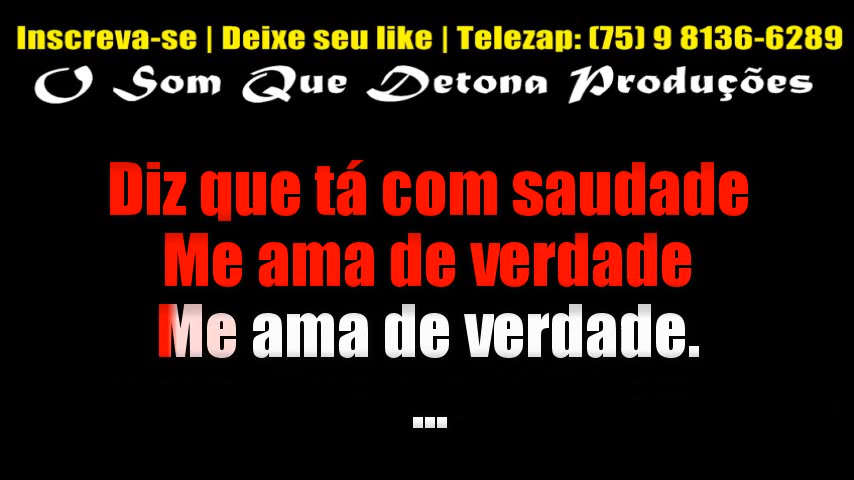 Inscreva-se | Deixe seu like | Telezap: (75) 9 8136-6289
O Som Que Detona Produções
Diz que tá com saudade
Me ama de verdade
Me ama de verdade.
...